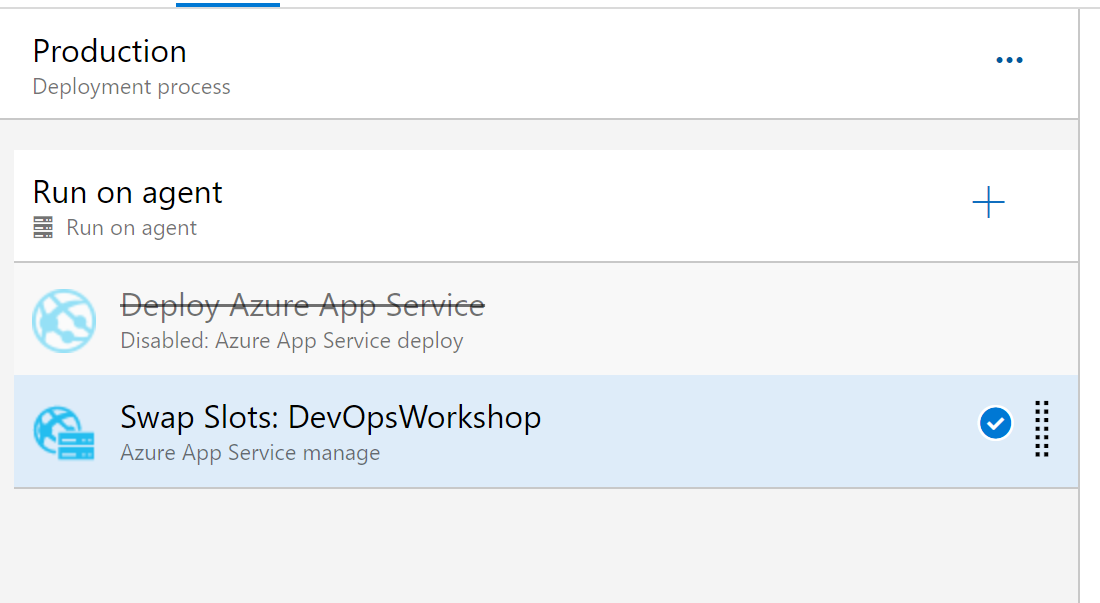 Production
Deployment process
Run on agent
Run on agent
Deploy Azure App Service
Disabled: Azure App Service deploy
Swap Slots: DevOpsWorkshop
Azure App Service manage